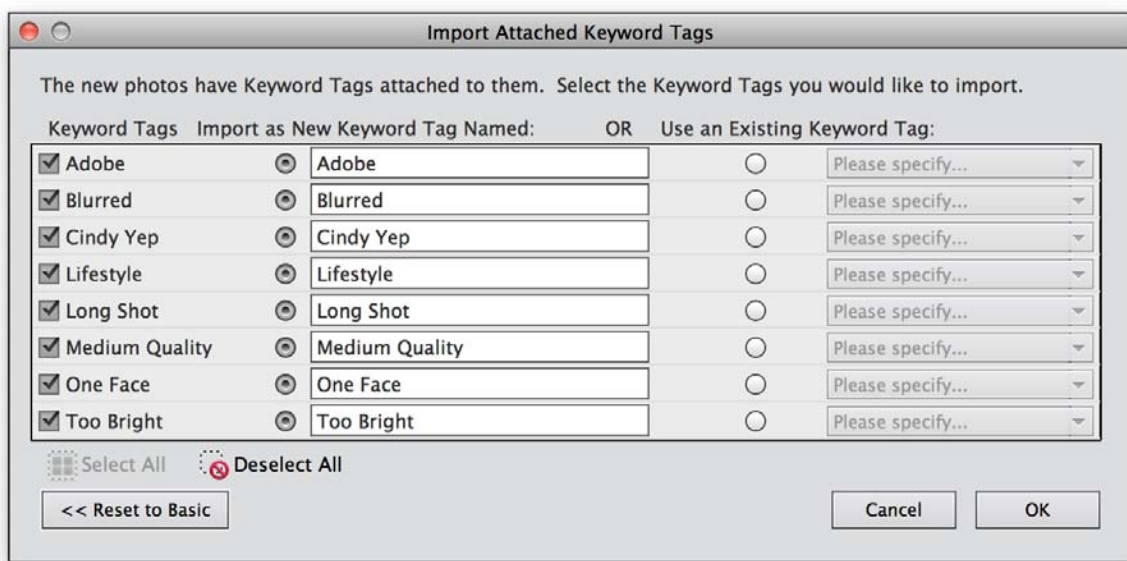 Import Attached Keyword Tags
The new photos have Keyword Tags attached to them.  Select the Keyword Tags you would like to import.
Keyword Tags Import as New Keyword Tag Named: OR Use an Existing Keyword Tag:
Adobe Adobe Please specify...
Blurred Blurred Please specify...
Cindy Yep Cindy Yep Please specify...
Lifestyle Lifestyle Please specify...
Long Shot Long Shot Please specify...
Medium Quality Medium Quality Please specify...
One Face One Face Please specify...
Too Bright Too Bright Please specify...
Select All Deselect All
<< Reset to Basic Cancel OK